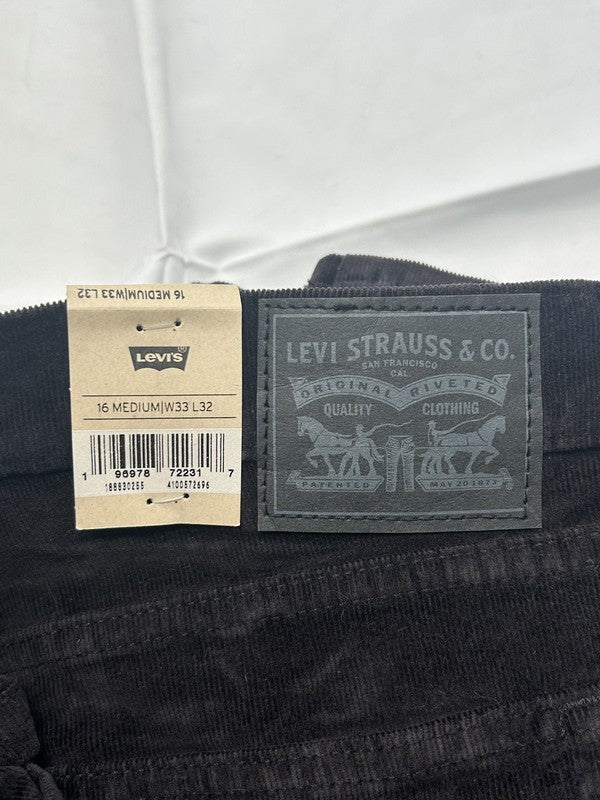 16 MEDIUM|W33 L32
LEVI'S
16 MEDIUM|W33 L32
1 96978 72231 7
188830255 4100572696
LEVI STRAUSS & CO.
SAN FRANCISCO
CAL.
ORIGINAL RIVETED
QUALITY CLOTHING
PATENTED MAY 20 1873